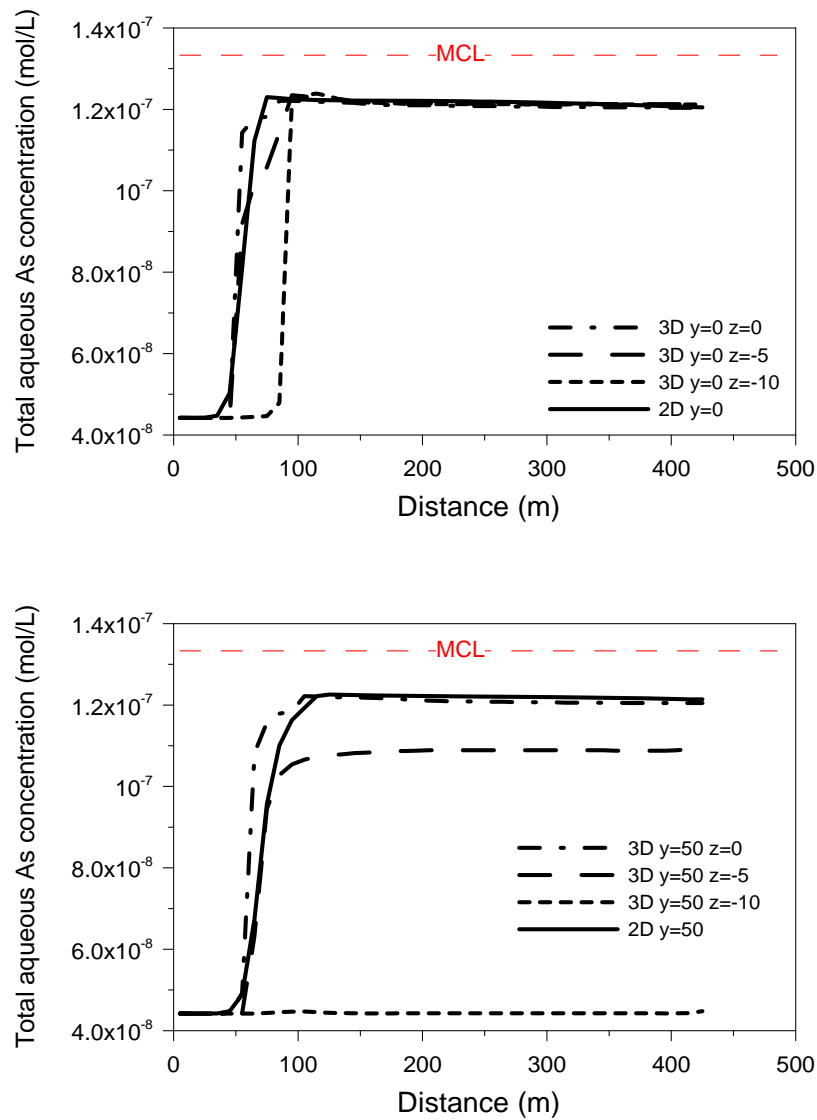 Total aqueous As concentration (mol/L)
1.4x10-7
1.2x10-7
10-7
8.0x10-8
6.0x10-8
4.0x10-8
MCL
3D y=0 z=0
3D y=0 z=-5
3D y=0 z=-10
2D y=0
0 100 200 300 400 500
Distance (m)
Total aqueous As concentration (mol/L)
1.4x10-7
1.2x10-7
10-7
8.0x10-8
6.0x10-8
4.0x10-8
MCL
3D y=50 z=0
3D y=50 z=-5
3D y=50 z=-10
2D y=50
0 100 200 300 400 500
Distance (m)